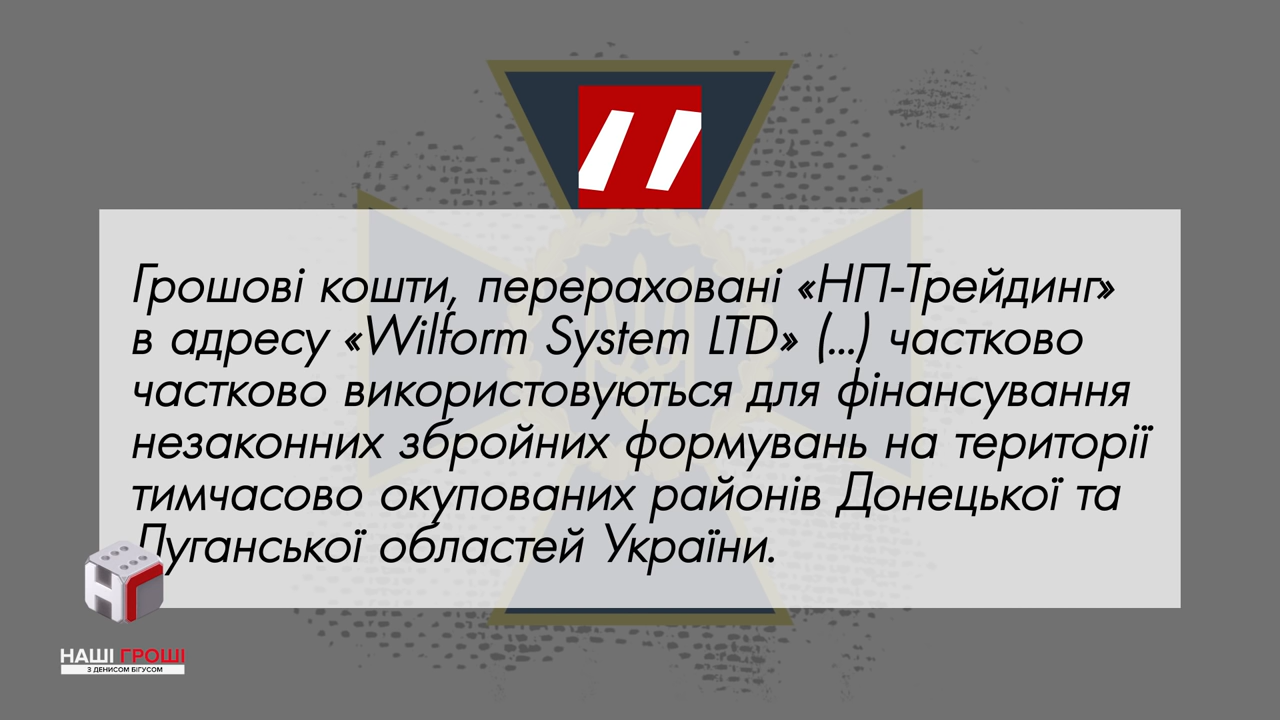 Грошові кошти, перераховані «НП-Трейдинг»
в адресу «Wilform System LTD» (...) частково
частково використовуються для фінансування
незаконних збройних формувань на території
тимчасово окупованих районів Донецької та
Луганської областей України.
НГ
НАШІ ГРОШІ
З ДЕНИСОМ БІГУСОМ